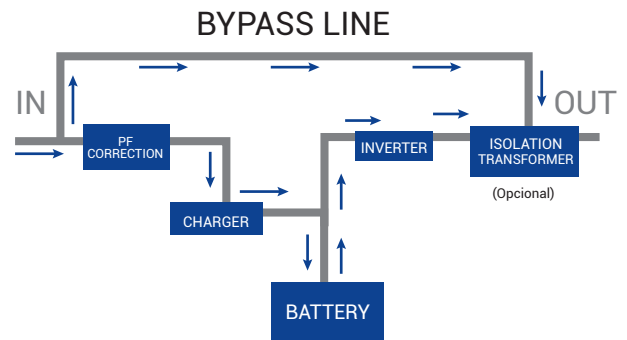 BYPASS LINE
IN
OUT
PF
CORRECTION
INVERTER
ISOLATION
TRANSFORMER
(Opcional)
CHARGER
BATTERY